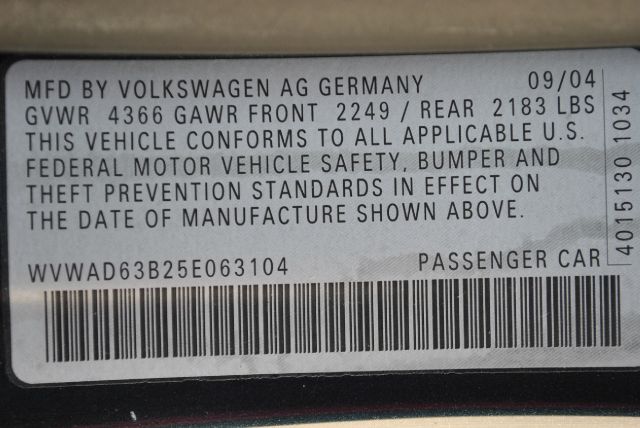 MFD BY VOLKSWAGEN AG GERMANY 09/04
GVWR 4366 GAWR FRONT 2249 / REAR 2183 LBS
THIS VEHICLE CONFORMS TO ALL APPLICABLE U.S.
FEDERAL MOTOR VEHICLE SAFETY, BUMPER AND
THEFT PREVENTION STANDARDS IN EFFECT ON
THE DATE OF MANUFACTURE SHOWN ABOVE.
WVWAD63B25E063104 PASSENGER CAR
4015130 1034